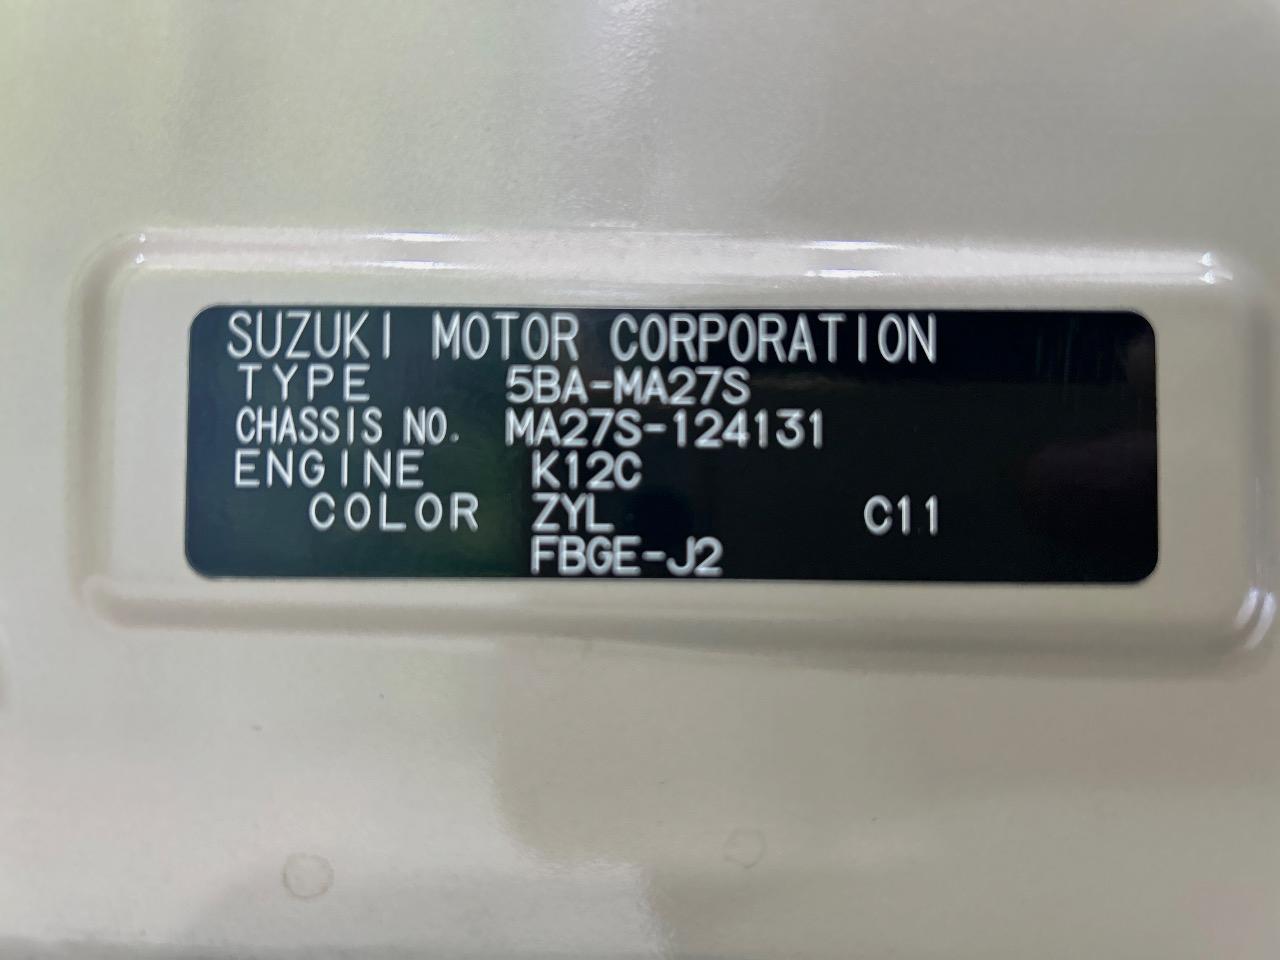 SUZUKI MOTOR CORPORATION
TYPE 5BA-MA27S
CHASSIS NO. MA27S-124131
ENGINE K12C
COLOR ZYL C11
FBGE-J2